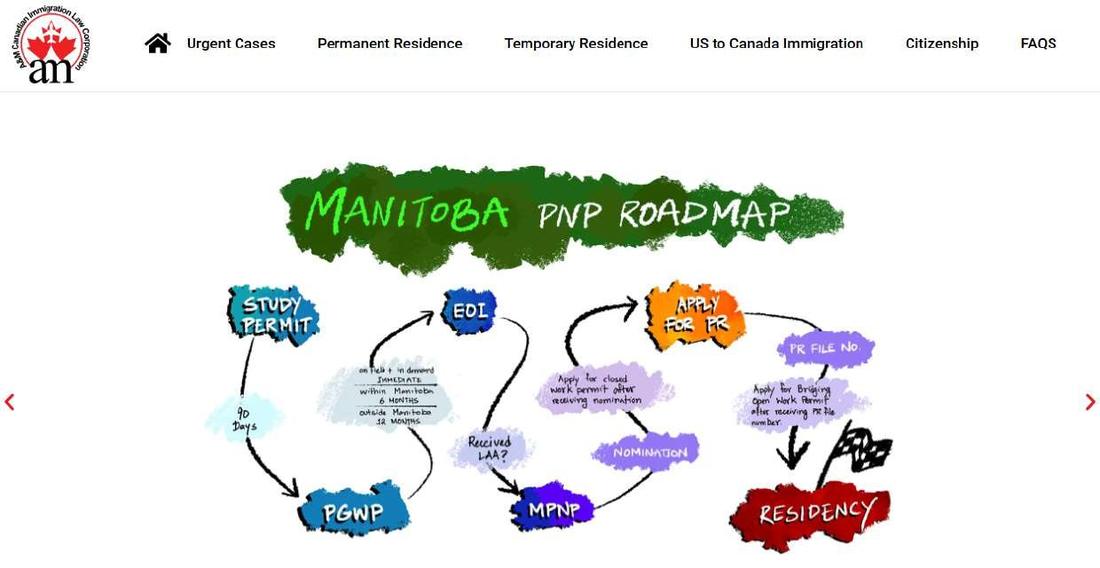 A&M Canadian Immigration Law Corporation
am
Urgent Cases
Permanent Residence
Temporary Residence
US to Canada Immigration
Citizenship
FAQS
MANITOBA PNP ROADMAP
STUDY
PERMIT
90
Days
PGWP
on field + in demand
IMMEDIATE
within Manitoba
6 MONTHS
outside Manitoba
12 MONTHS
EOI
Received
LAA?
MPNP
NOMINATION
Apply for closed
work permit after
receiving nomination
APPLY
FOR PR
PR FILE No.
Apply for Bridging
Open Work Permit
after receiving PR file
number.
RESIDENCY